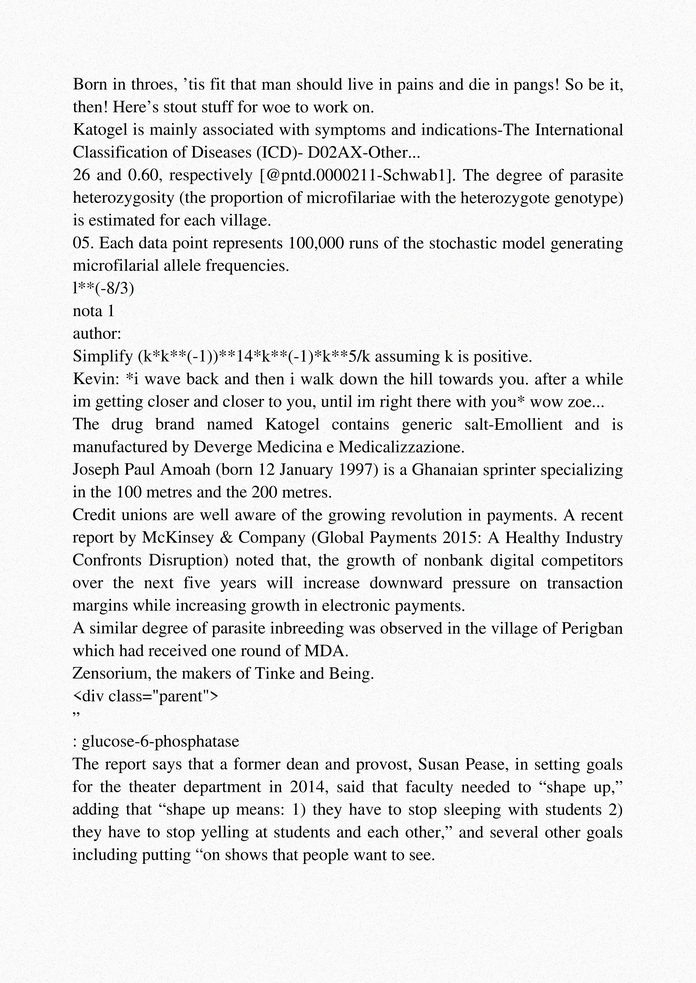 Born in throes, ’tis fit that man should live in pains and die in pangs! So be it,
then! Here’s stout stuff for woe to work on.
Katogel is mainly associated with symptoms and indications-The International
Classification of Diseases (ICD)- D02AX-Other...
26 and 0.60, respectively [@pntd.0000211-Schwab1]. The degree of parasite
heterozygosity (the proportion of microfilariae with the heterozygote genotype)
is estimated for each village.
05. Each data point represents 100,000 runs of the stochastic model generating
microfilarial allele frequencies.
l**(-8/3)
nota 1
author:
Simplify (k*k**(-1))**14*k**(-1)*k**5/k assuming k is positive.
Kevin: *i wave back and then i walk down the hill towards you. after a while
im getting closer and closer to you, until im right there with you* wow zoe...
The drug brand named Katogel contains generic salt-Emollient and is
manufactured by Deverge Medicina e Medicalizzazione.
Joseph Paul Amoah (born 12 January 1997) is a Ghanaian sprinter specializing
in the 100 metres and the 200 metres.
Credit unions are well aware of the growing revolution in payments. A recent
report by McKinsey & Company (Global Payments 2015: A Healthy Industry
Confronts Disruption) noted that, the growth of nonbank digital competitors
over the next five years will increase downward pressure on transaction
margins while increasing growth in electronic payments.
A similar degree of parasite inbreeding was observed in the village of Perigban
which had received one round of MDA.
Zensorium, the makers of Tinke and Being.
<div class="parent">
”
: glucose-6-phosphatase
The report says that a former dean and provost, Susan Pease, in setting goals
for the theater department in 2014, said that faculty needed to “shape up,”
adding that “shape up means: 1) they have to stop sleeping with students 2)
they have to stop yelling at students and each other,” and several other goals
including putting “on shows that people want to see.